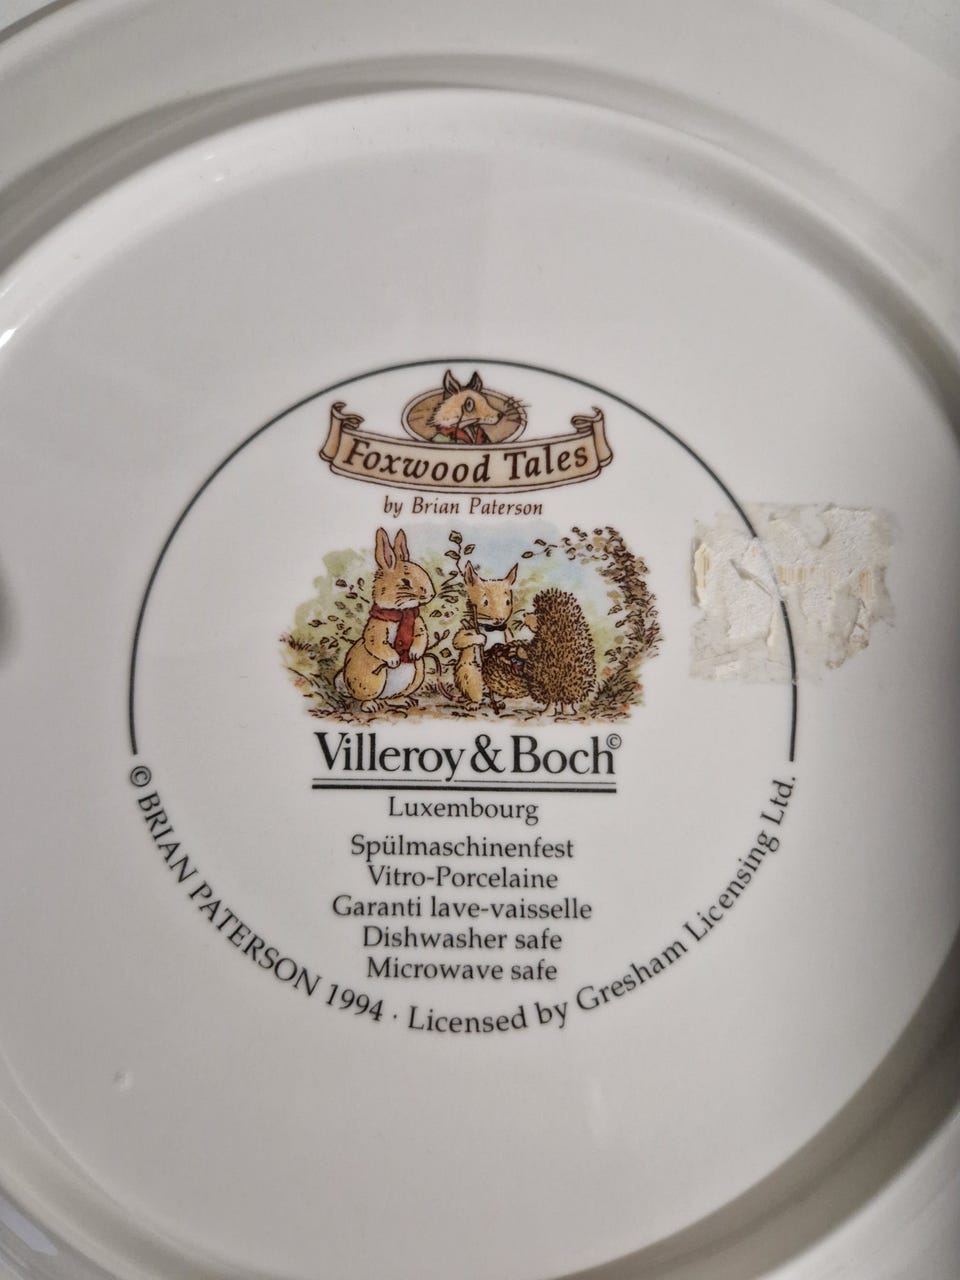 Foxwood Tales
by Brian Paterson
Villeroy & Boch©
Luxembourg
Spülmaschinenfest
Vitro-Porcelaine
Garanti lave-vaisselle
Dishwasher safe
Microwave safe
© BRIAN PATERSON 1994 · Licensed by Gresham Licensing Ltd.